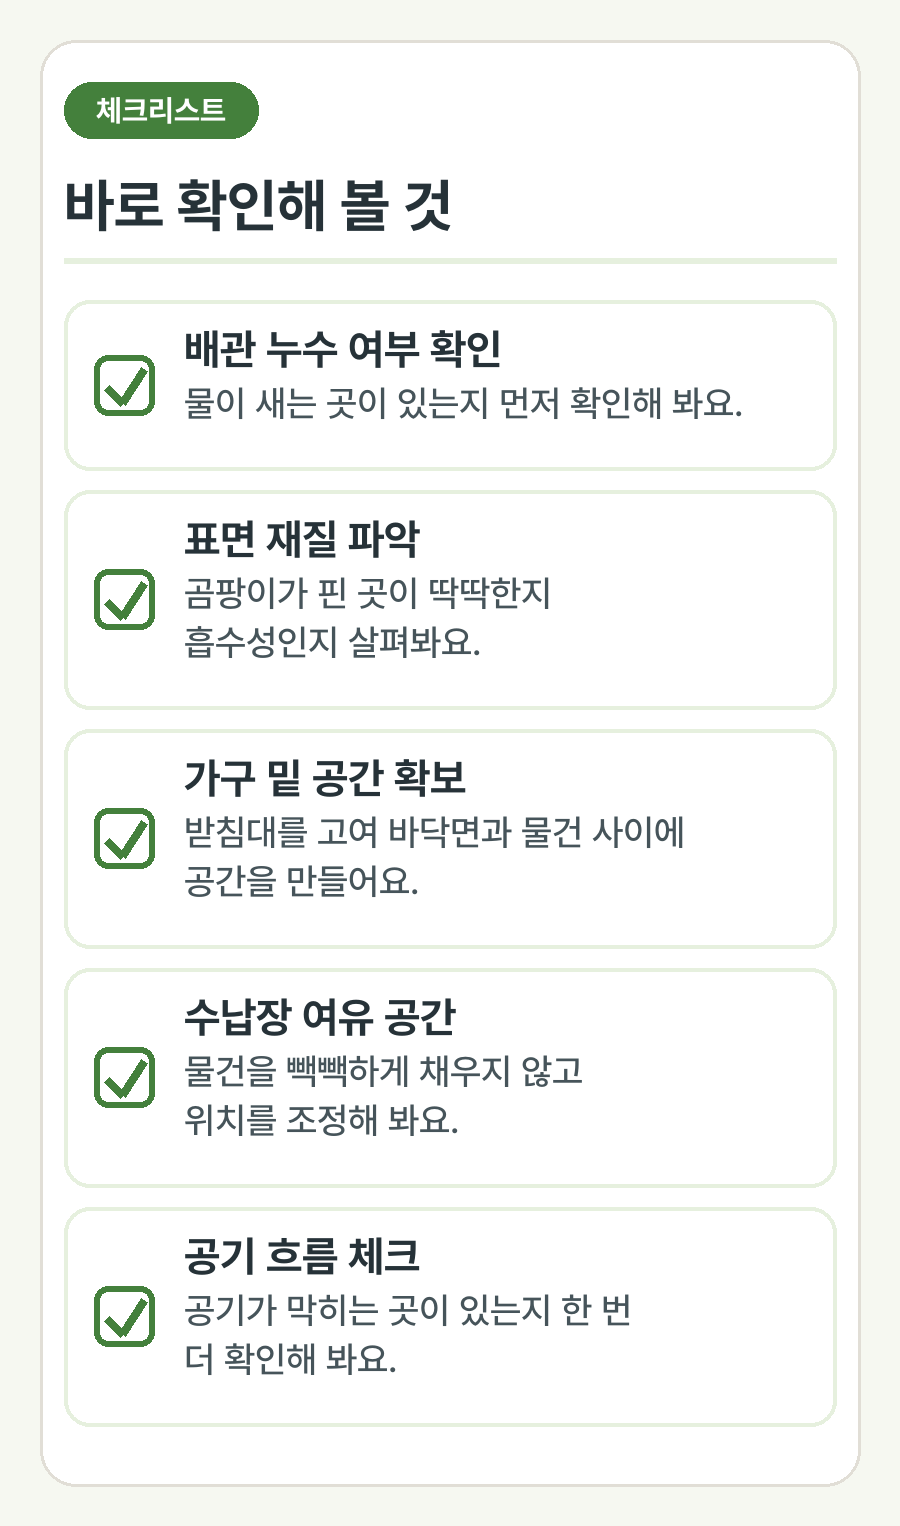 체크리스트
바로 확인해 볼 것
배관 누수 여부 확인
물이 새는 곳이 있는지 먼저 확인해 봐요.
표면 재질 파악
곰팡이가 핀 곳이 딱딱한지
흡수성인지 살펴봐요.
가구 밑 공간 확보
받침대를 고여 바닥면과 물건 사이에
공간을 만들어요.
수납장 여유 공간
물건을 빽빽하게 채우지 않고
위치를 조정해 봐요.
공기 흐름 체크
공기가 막히는 곳이 있는지 한 번
더 확인해 봐요.